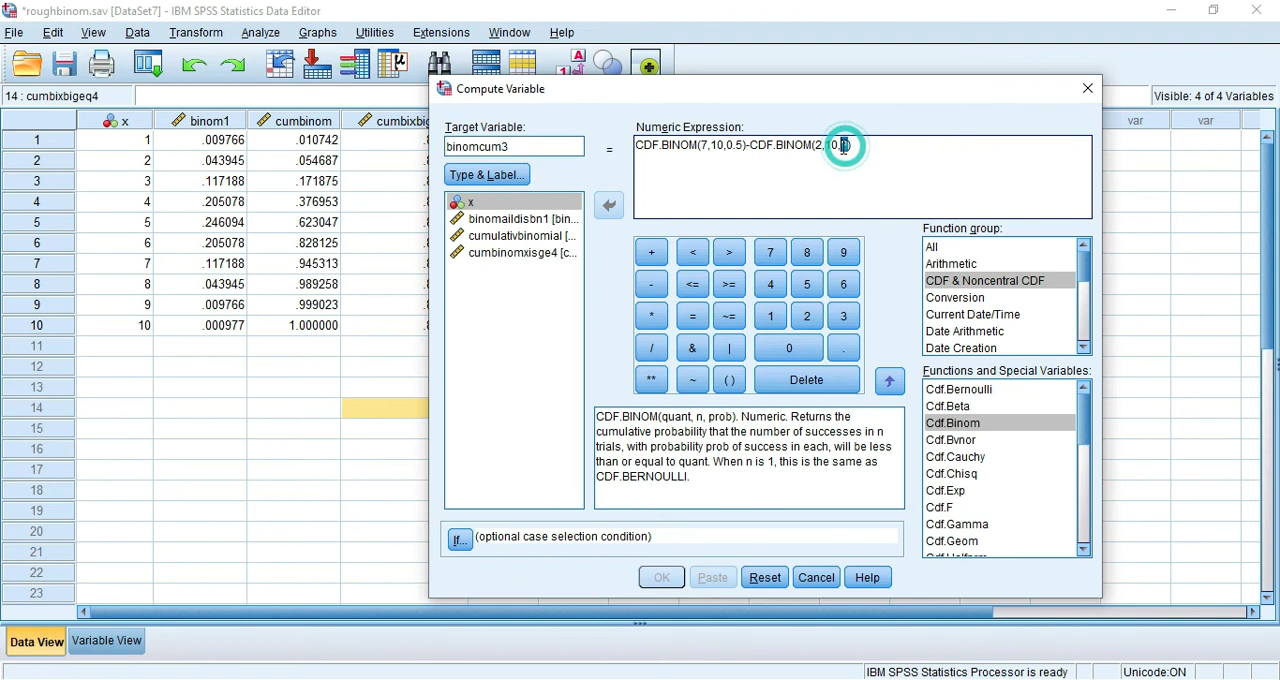 *roughbinom.sav [DataSet7] - IBM SPSS Statistics Data Editor
File Edit View Data Transform Analyze Graphs Utilities Extensions Window Help
14 : cumbixbigeq4
Visible: 4 of 4 Variables
x binom1 cumbinom cumbixbig var var
1 1 .009766 .010742
2 2 .043945 .054687
3 3 .117188 .171875
4 4 .205078 .376953
5 5 .246094 .623047
6 6 .205078 .828125
7 7 .117188 .945313
8 8 .043945 .989258
9 9 .009766 .999023
10 10 .000977 1.000000
11
12
13
14
15
16
17
18
19
20
21
22
23
Compute Variable
Target Variable:
binomcum3
=
Numeric Expression:
CDF.BINOM(7,10,0.5)-CDF.BINOM(2,10,
Type & Label...
x
binomaildisbn1 [bin...
cumulativbinomial [...
cumbinomxisge4 [c...
+ < > 7 8 9
- <= >= 4 5 6
* = ~= 1 2 3
/ & | 0 .
** ~ ( ) Delete
Function group:
All
Arithmetic
CDF & Noncentral CDF
Conversion
Current Date/Time
Date Arithmetic
Date Creation
Functions and Special Variables:
Cdf.Bernoulli
Cdf.Beta
Cdf.Binom
Cdf.Bvnor
Cdf.Cauchy
Cdf.Chisq
Cdf.Exp
Cdf.F
Cdf.Gamma
Cdf.Geom
CDF.BINOM(quant, n, prob). Numeric. Returns the
cumulative probability that the number of successes in n
trials, with probability prob of success in each, will be less
than or equal to quant. When n is 1, this is the same as
CDF.BERNOULLI.
If... (optional case selection condition)
OK Paste Reset Cancel Help
Data View Variable View
IBM SPSS Statistics Processor is ready Unicode:ON